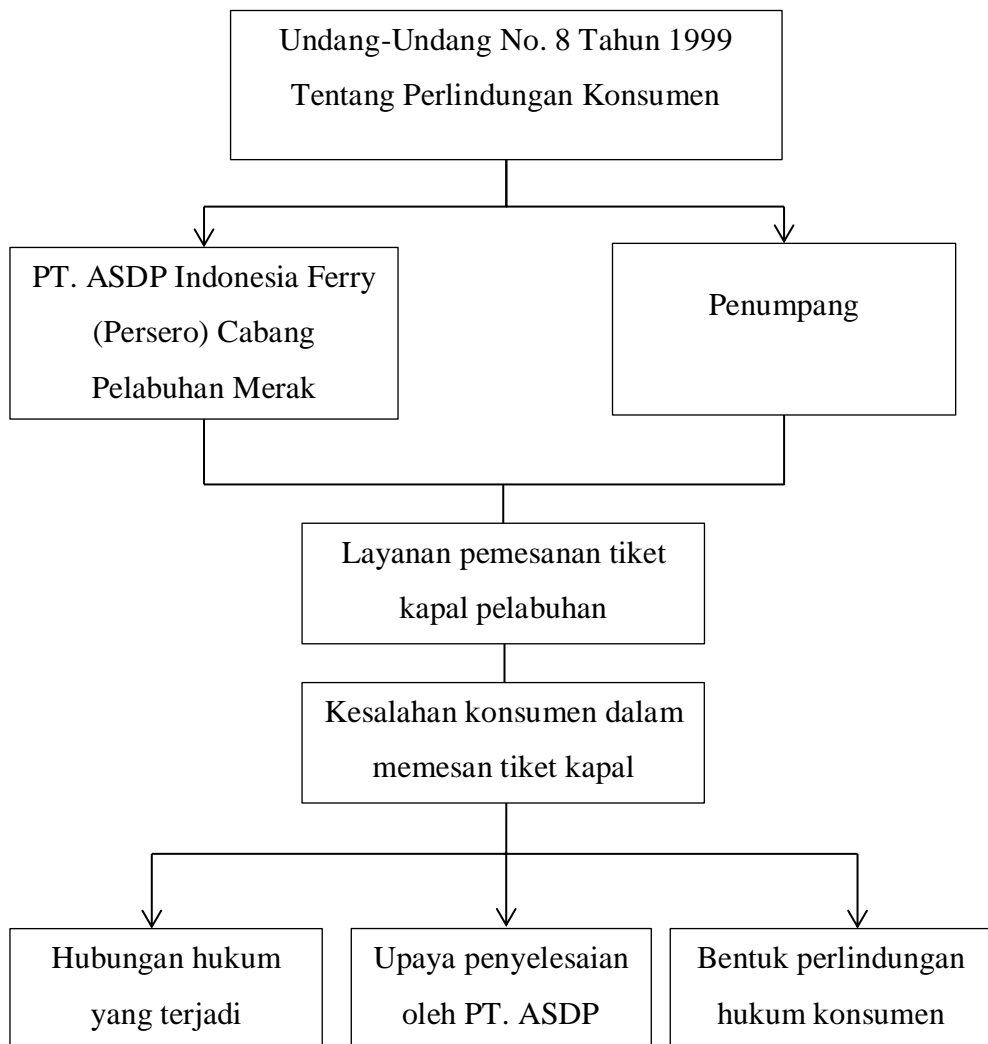 Undang-Undang No. 8 Tahun 1999
Tentang Perlindungan Konsumen
PT. ASDP Indonesia Ferry
(Persero) Cabang
Pelabuhan Merak
Penumpang
Layanan pemesanan tiket
kapal pelabuhan
Kesalahan konsumen dalam
memesan tiket kapal
Hubungan hukum
yang terjadi
Upaya penyelesaian
oleh PT. ASDP
Bentuk perlindungan
hukum konsumen